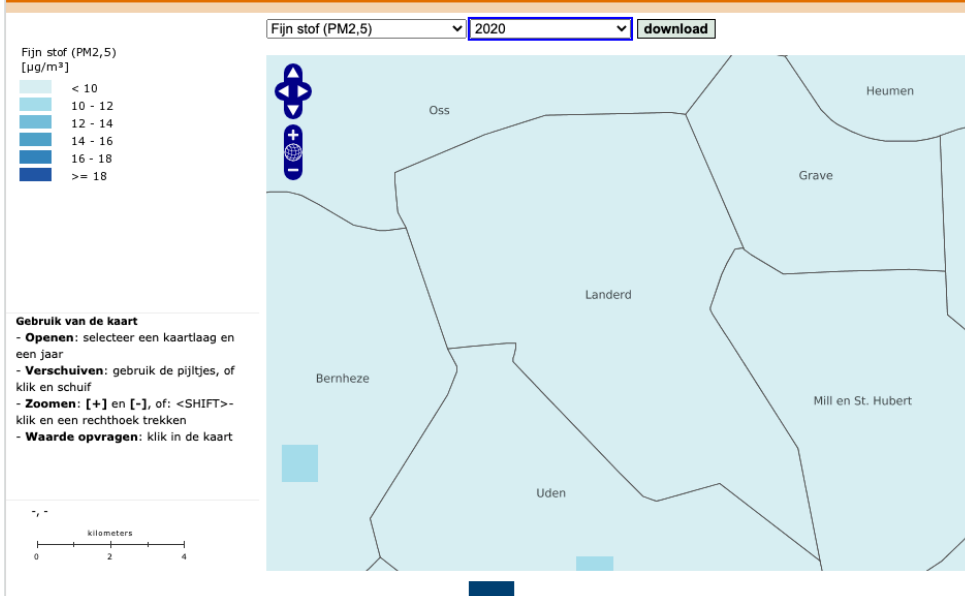 Fijn stof (PM2,5)
2020
download
Fijn stof (PM2,5)
[µg/m³]
< 10
10 - 12
12 - 14
14 - 16
16 - 18
>= 18
Oss
Heumen
Grave
Landerd
Bernheze
Mill en St. Hubert
Uden
Gebruik van de kaart
- Openen: selecteer een kaartlaag en
een jaar
- Verschuiven: gebruik de pijltjes, of
klik en schuif
- Zoomen: [+] en [-], of: <SHIFT>-
klik en een rechthoek trekken
- Waarde opvragen: klik in de kaart
-, -
kilometers
0 2 4